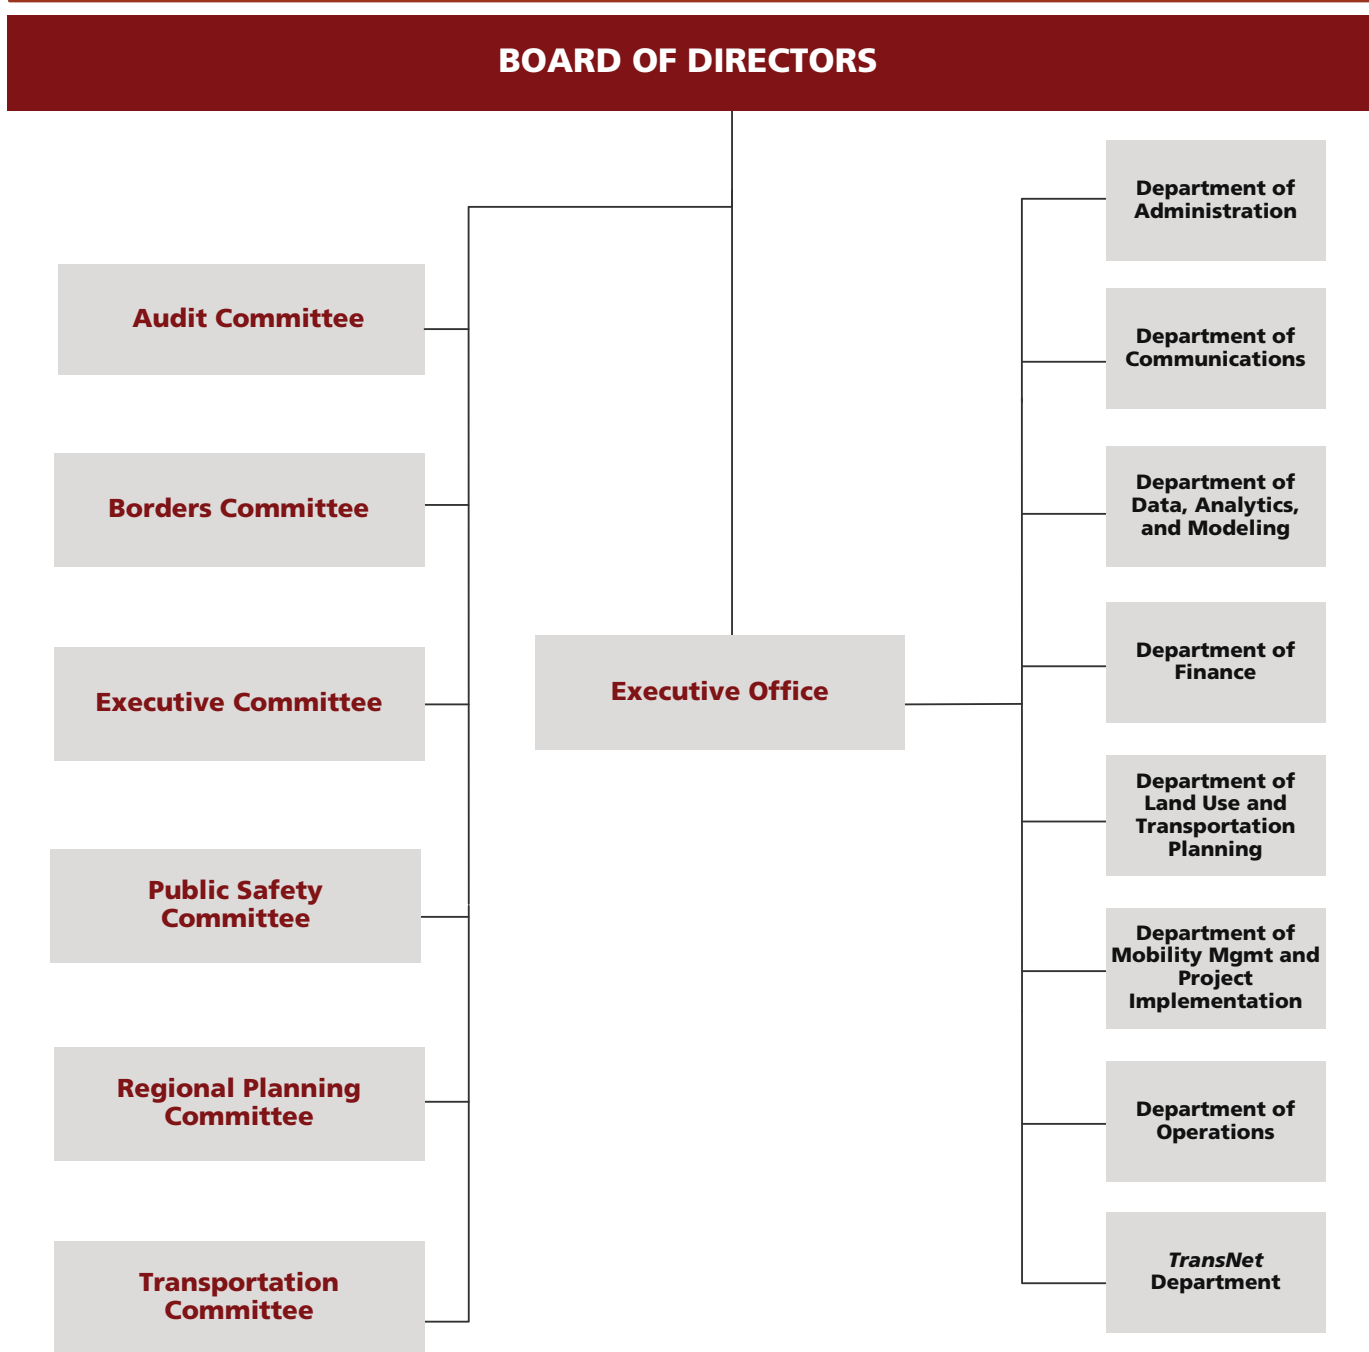 BOARD OF DIRECTORS
Audit Committee
Borders Committee
Executive Committee
Public Safety
Committee
Regional Planning
Committee
Transportation
Committee
Executive Office
Department of
Administration
Department of
Communications
Department of
Data, Analytics,
and Modeling
Department of
Finance
Department of
Land Use and
Transportation
Planning
Department of
Mobility Mgmt and
Project
Implementation
Department of
Operations
TransNet
Department